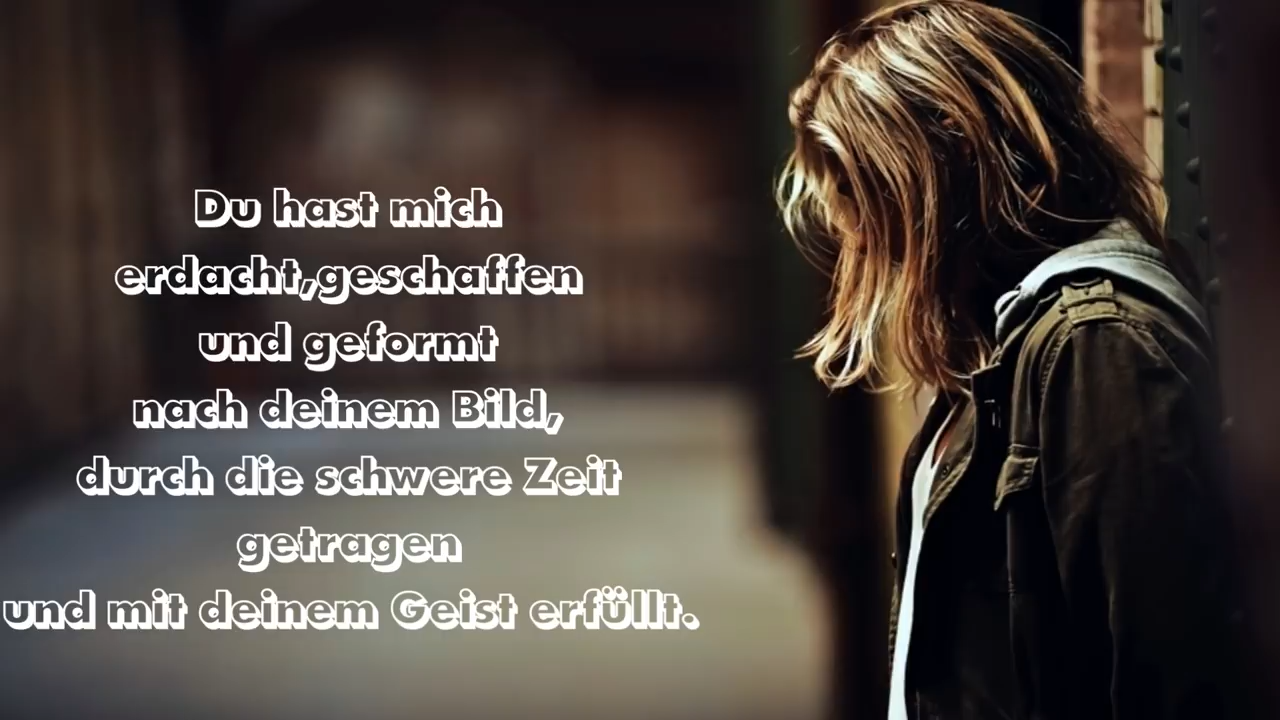 Du hast mich
erdacht,geschaffen
und geformt
nach deinem Bild,
durch die schwere Zeit
getragen
und mit deinem Geist erfüllt.